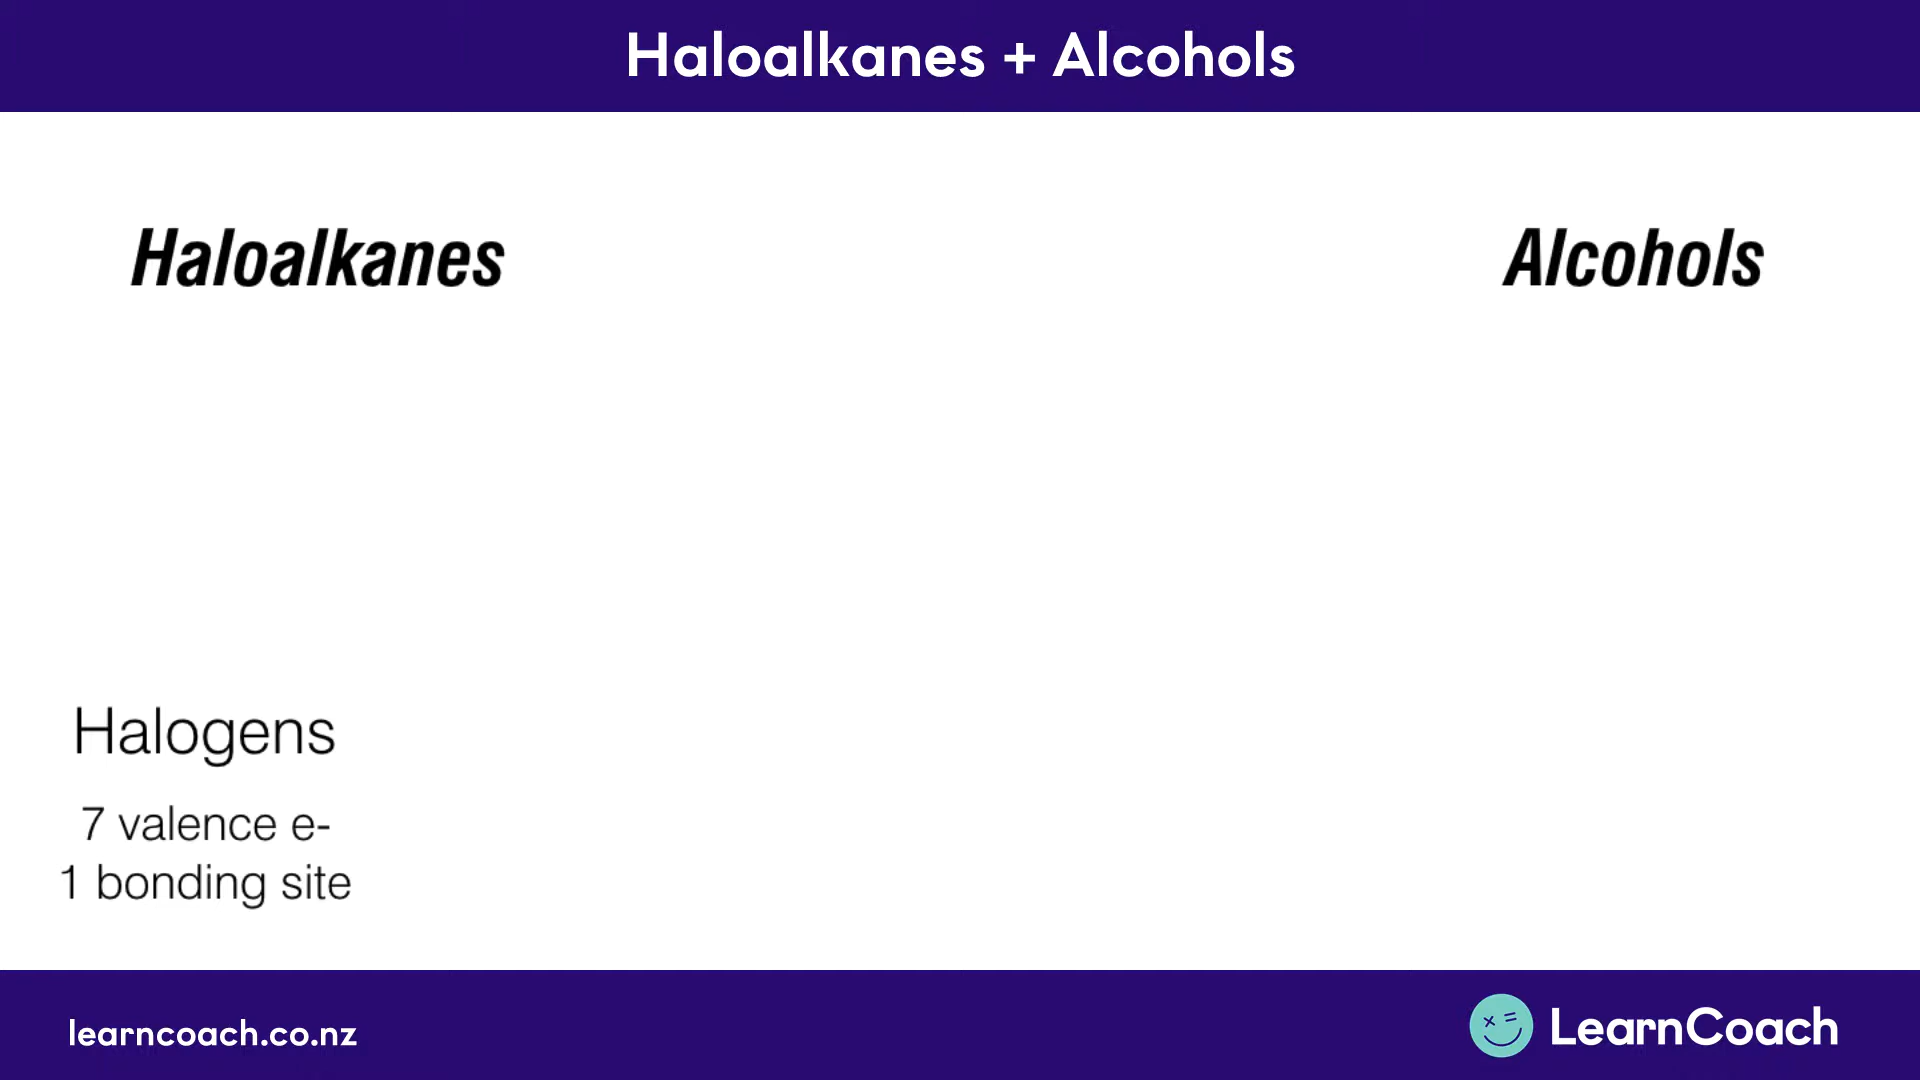 Haloalkanes + Alcohols
Haloalkanes
Alcohols
Halogens
7 valence e-
1 bonding site
learncoach.co.nz
LearnCoach